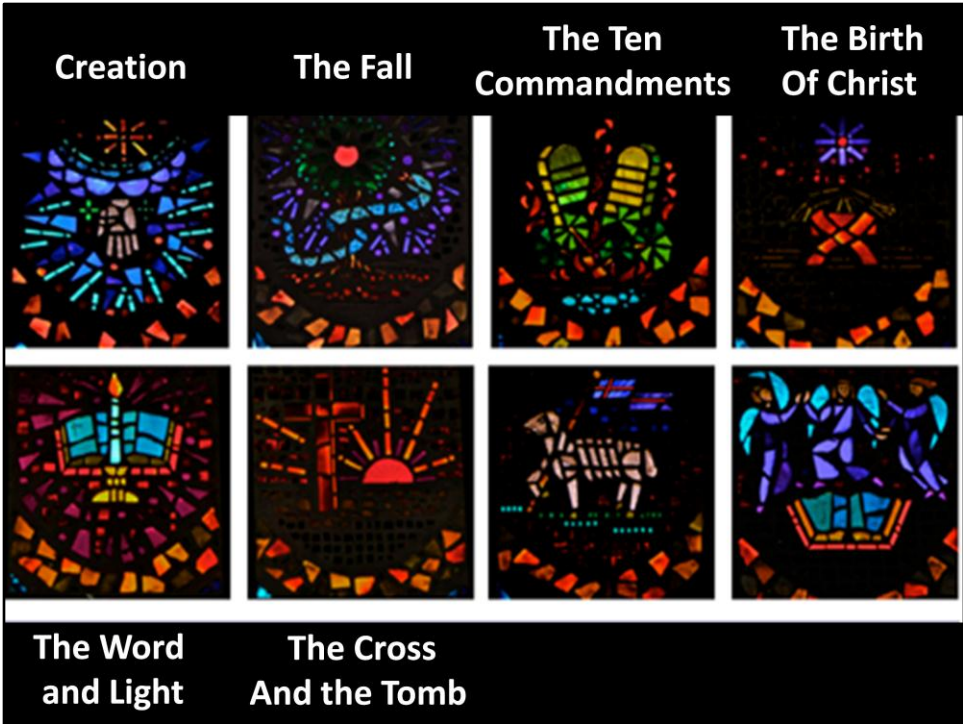 Creation
The Fall
The Ten
Commandments
The Birth
Of Christ
The Word
and Light
The Cross
And the Tomb